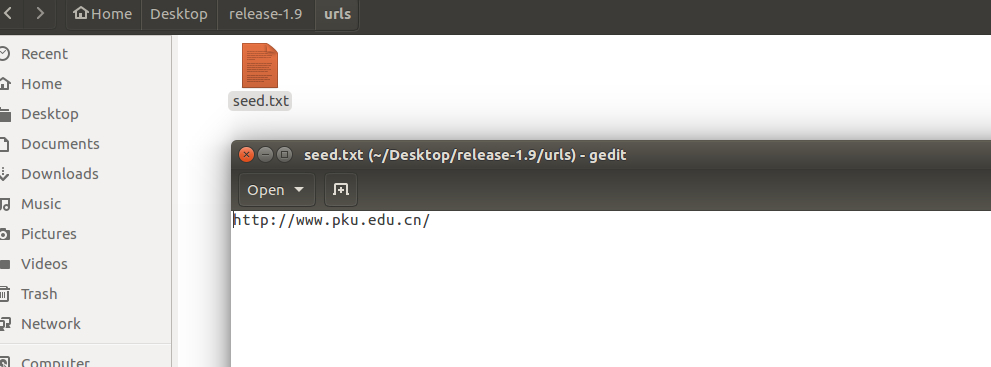 Home Desktop release-1.9 urls
Recent
Home
Desktop
Documents
Downloads
Music
Pictures
Videos
Trash
Network
Computer
seed.txt
seed.txt (~/Desktop/release-1.9/urls) - gedit
Open
http://www.pku.edu.cn/